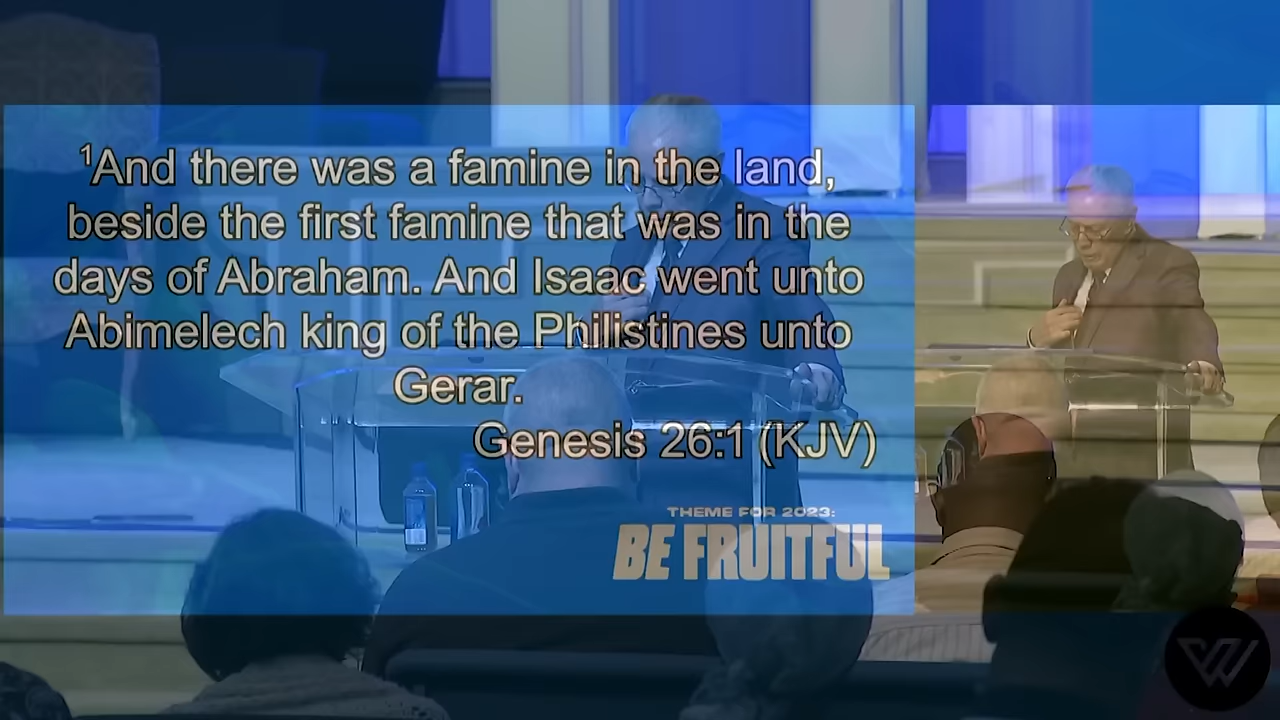 ¹And there was a famine in the land,
beside the first famine that was in the
days of Abraham. And Isaac went unto
Abimelech king of the Philistines unto
Gerar.
Genesis 26:1 (KJV)
THEME FOR 2023:
BE FRUITFUL